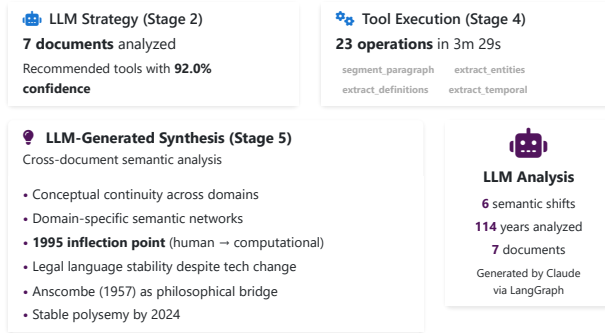 LLM Strategy (Stage 2)
7 documents analyzed
Recommended tools with 92.0%
confidence
Tool Execution (Stage 4)
23 operations in 3m 29s
segment_paragraph extract_entities
extract_definitions extract_temporal
LLM-Generated Synthesis (Stage 5)
Cross-document semantic analysis
• Conceptual continuity across domains
• Domain-specific semantic networks
• 1995 inflection point (human → computational)
• Legal language stability despite tech change
• Anscombe (1957) as philosophical bridge
• Stable polysemy by 2024
LLM Analysis
6 semantic shifts
114 years analyzed
7 documents
Generated by Claude
via LangGraph